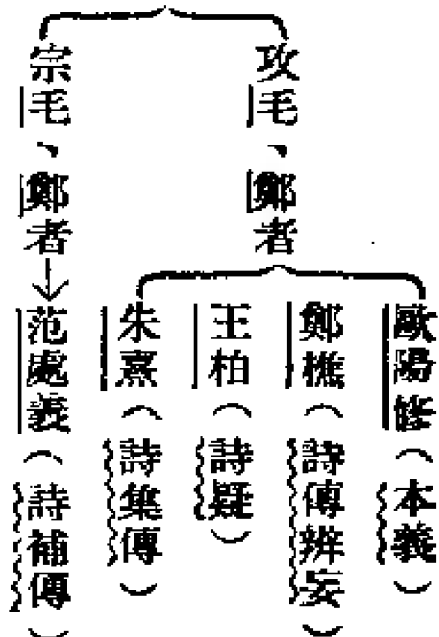 攻毛、鄭者
歐陽修（本義）
鄭樵（詩傳辨妄）
王柏（詩疑）
朱熹（詩集傳）
宗毛、鄭者→范處義（詩補傳）